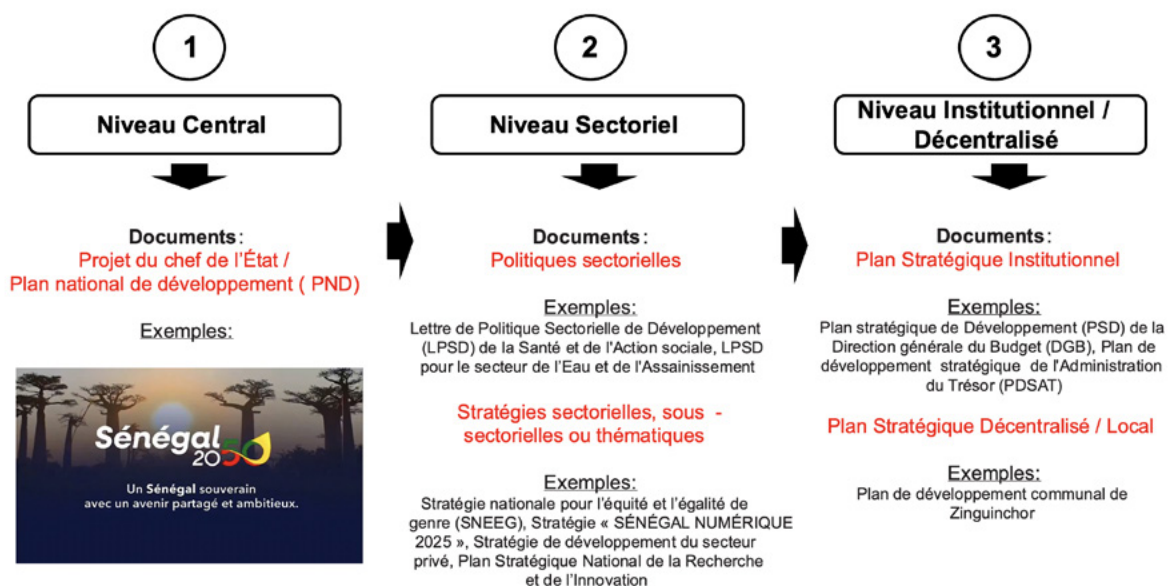 1
Niveau Central
Documents :
Projet du chef de l'État /
Plan national de développement ( PND)
Exemples:
Sénégal
2050
Un Sénégal souverain
avec un avenir partagé et ambitieux.
2
Niveau Sectoriel
Documents :
Politiques sectorielles
Exemples:
Lettre de Politique Sectorielle de Développement
(LPSD) de la Santé et de l'Action sociale, LPSD
pour le secteur de l'Eau et de l'Assainissement
Stratégies sectorielles, sous -
sectorielles ou thématiques
Exemples:
Stratégie nationale pour l'équité et l'égalité de
genre (SNEEG), Stratégie « SÉNÉGAL NUMÉRIQUE
2025 », Stratégie de développement du secteur
privé, Plan Stratégique National de la Recherche
et de l'Innovation
3
Niveau Institutionnel /
Décentralisé
Documents :
Plan Stratégique Institutionnel
Exemples:
Plan stratégique de Développement (PSD) de la
Direction générale du Budget (DGB), Plan de
développement stratégique de l'Administration
du Trésor (PDSAT)
Plan Stratégique Décentralisé / Local
Exemples:
Plan de développement communal de
Zinguinchor